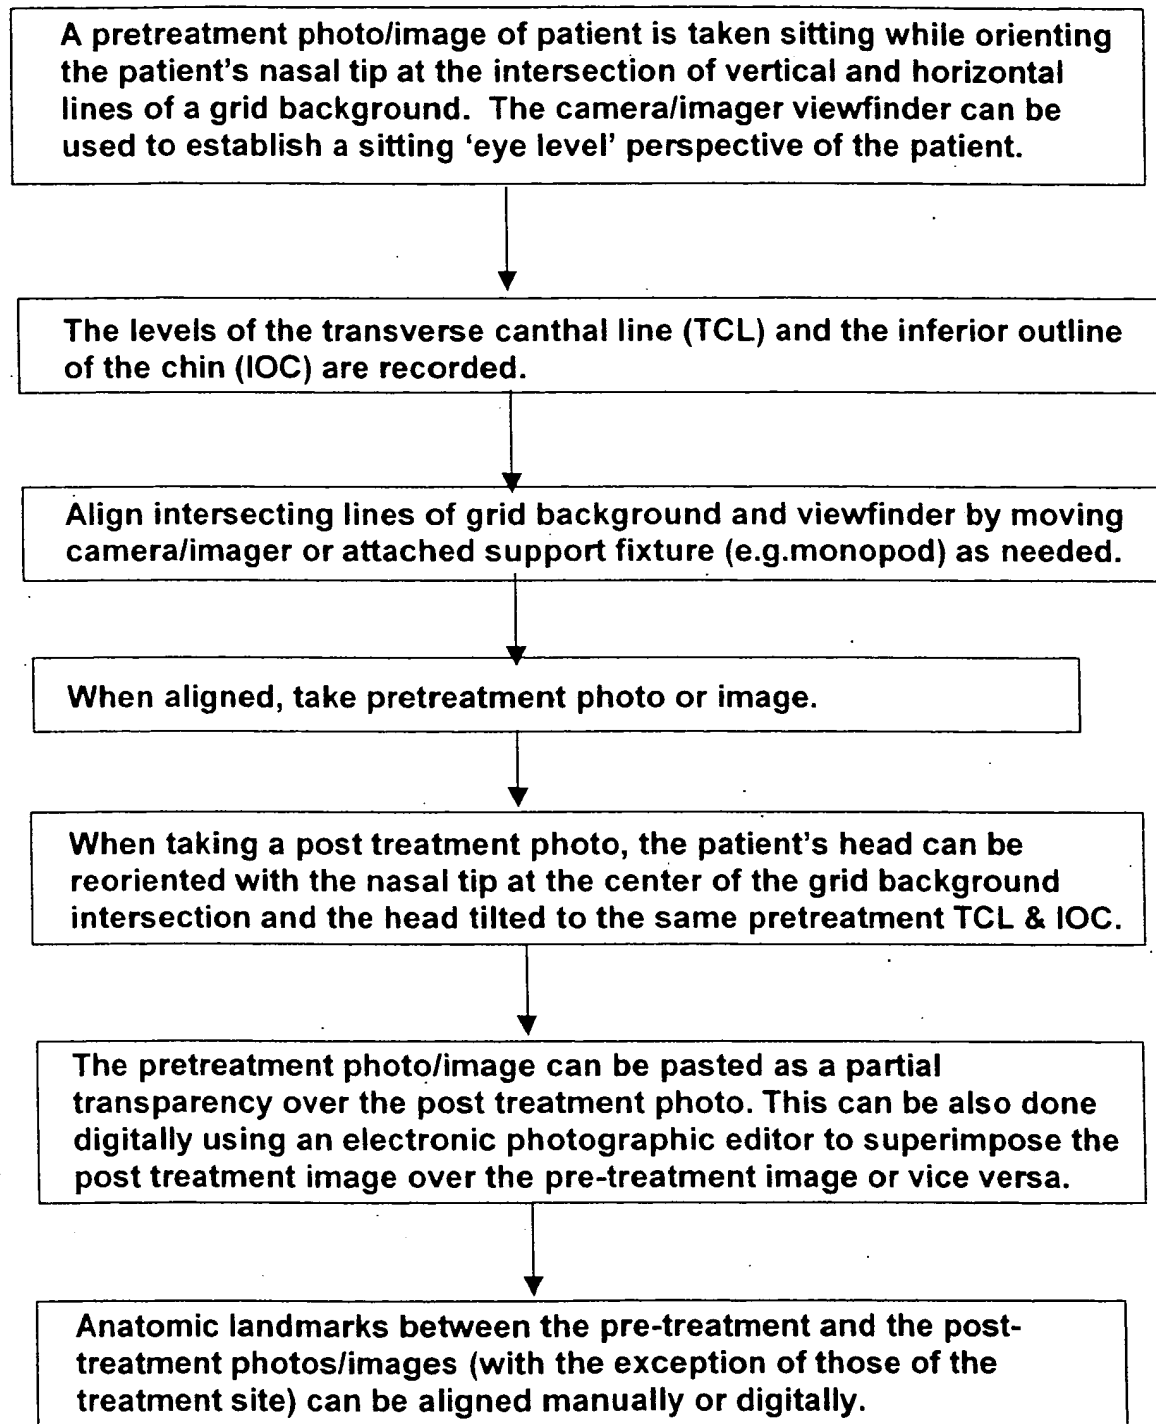 A pretreatment photo/image of patient is taken sitting while orienting
the patient's nasal tip at the intersection of vertical and horizontal
lines of a grid background.  The camera/imager viewfinder can be
used to establish a sitting 'eye level' perspective of the patient.
The levels of the transverse canthal line (TCL) and the inferior outline
of the chin (IOC) are recorded.
Align intersecting lines of grid background and viewfinder by moving
camera/imager or attached support fixture (e.g.monopod) as needed.
When aligned, take pretreatment photo or image.
When taking a post treatment photo, the patient's head can be
reoriented with the nasal tip at the center of the grid background
intersection and the head tilted to the same pretreatment TCL & IOC.
The pretreatment photo/image can be pasted as a partial
transparency over the post treatment photo. This can be also done
digitally using an electronic photographic editor to superimpose the
post treatment image over the pre-treatment image or vice versa.
Anatomic landmarks between the pre-treatment and the post-
treatment photos/images (with the exception of those of the
treatment site) can be aligned manually or digitally.